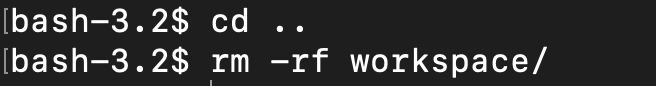 [bash-3.2$ cd ..
[bash-3.2$ rm -rf workspace/